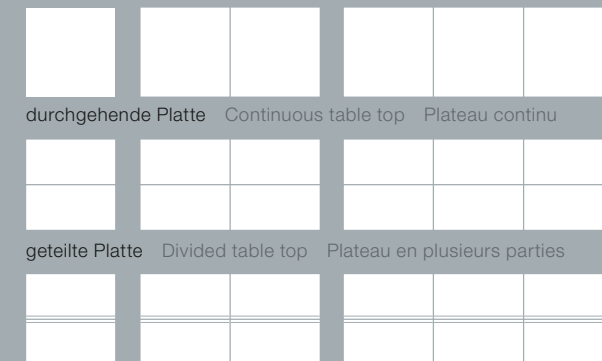 durchgehende Platte Continuous table top Plateau continu
geteilte Platte Divided table top Plateau en plusieurs parties